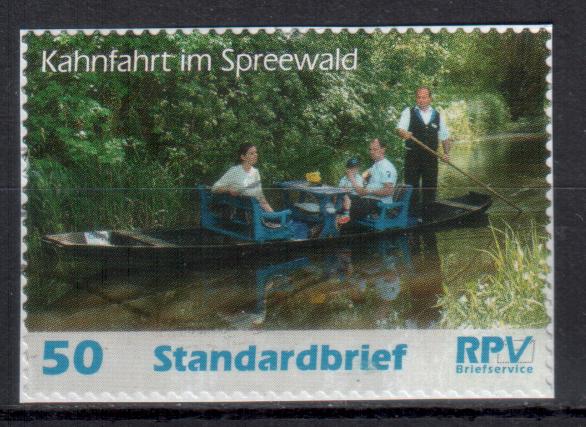 Kahnfahrt im Spreewald
50 Standardbrief RPV
Briefservice